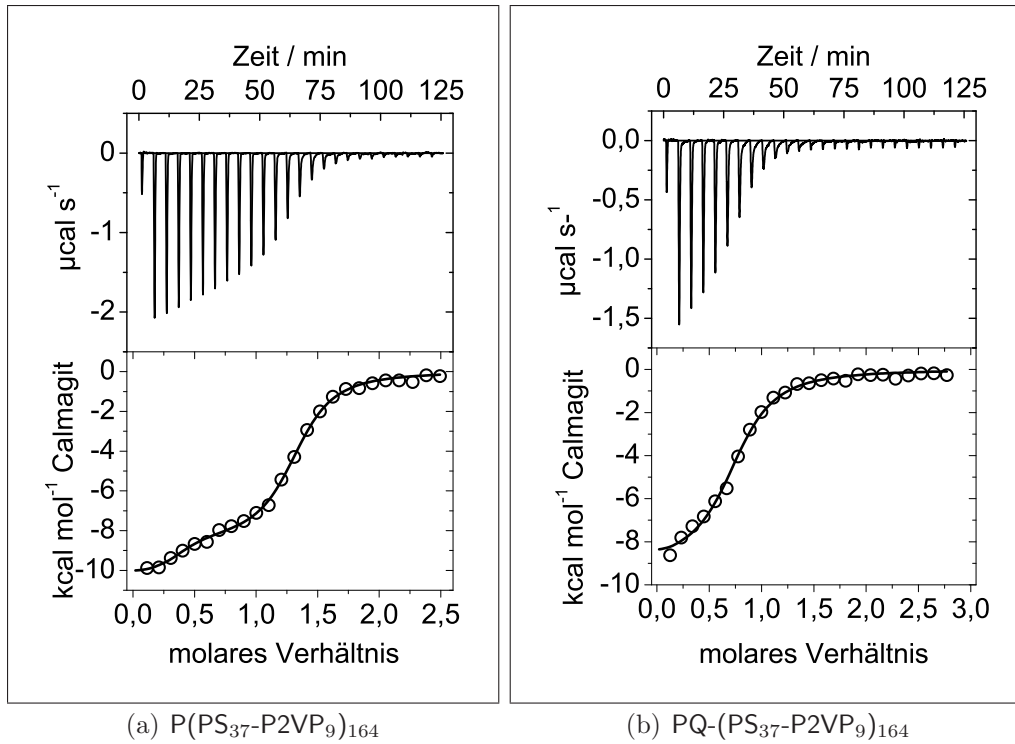 Zeit / min
0 25 50 75 100 125
0
-1
-2
µcal s⁻¹
0
-2
-4
-6
-8
-10
kcal mol⁻¹ Calmagit
0,0 0,5 1,0 1,5 2,0 2,5
molares Verhältnis
(a) P(PS₃₇-P2VP₉)₁₆₄
Zeit / min
0 25 50 75 100 125
0,0
-0,5
-1,0
-1,5
µcal s-¹
0
-2
-4
-6
-8
-10
kcal mol⁻¹ Calmagit
0,0 0,5 1,0 1,5 2,0 2,5 3,0
molares Verhältnis
(b) PQ-(PS₃₇-P2VP₉)₁₆₄